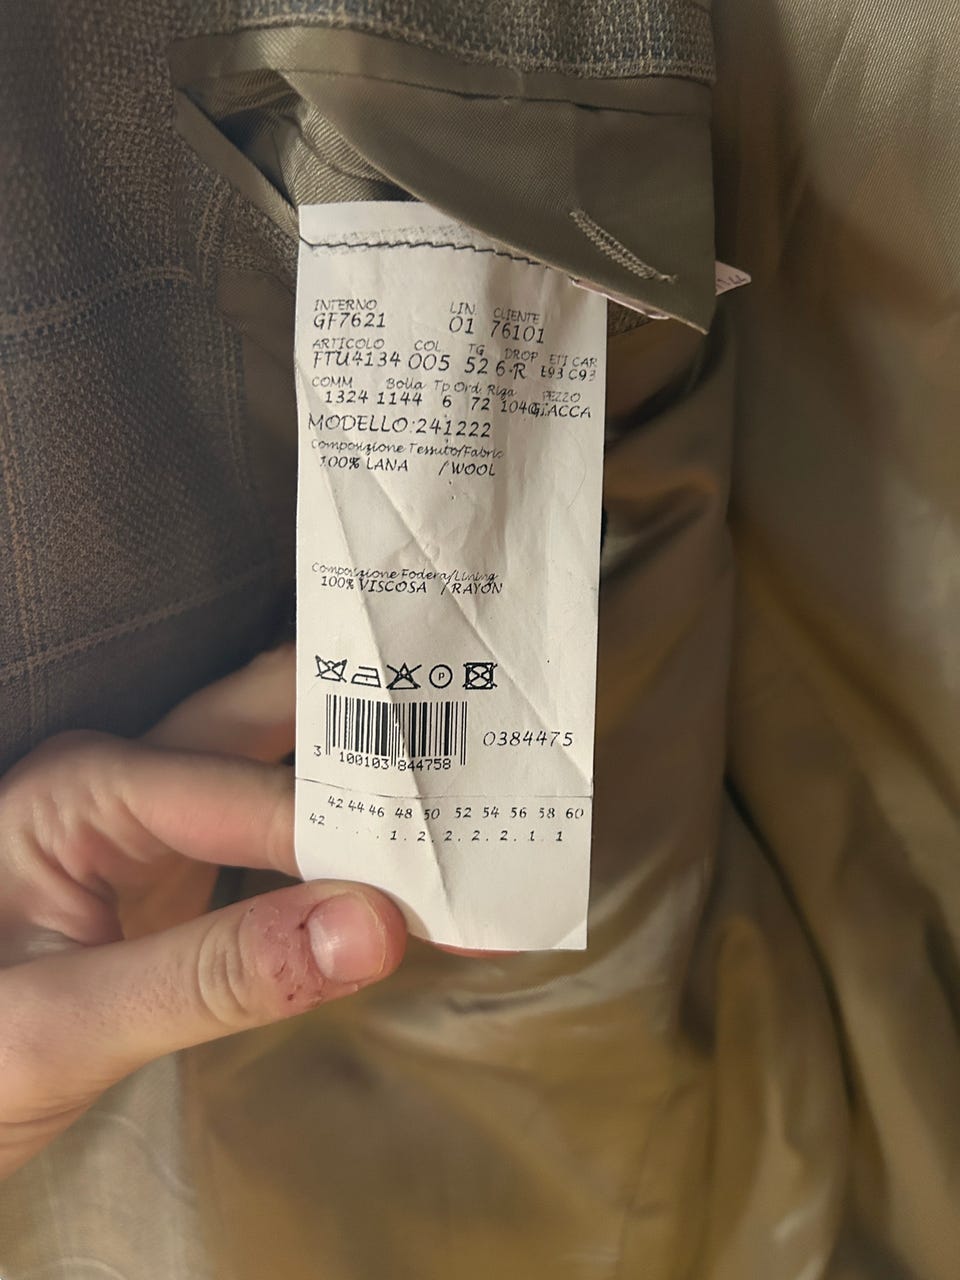 INTERNO LIN. CLIENTE
GF7621 01 76101
ARTICOLO COL TG DROP ETI CAR
FTU4134 005 52 6-R E93 C93
COMM Bolla Tp Ord. Riga PEZZO
1324 1144 6 72 GIACCA
MODELLO:241222
Composizione Tessuto/Fabric
100% LANA /WOOL
Composizione Fodera/Lining
100% VISCOSA /RAYON
P
0384475
3 100103 844758
42 44 46 48 50 52 54 56 58 60
42 . . . 1. 2. 2. 2. 2. 1. 1